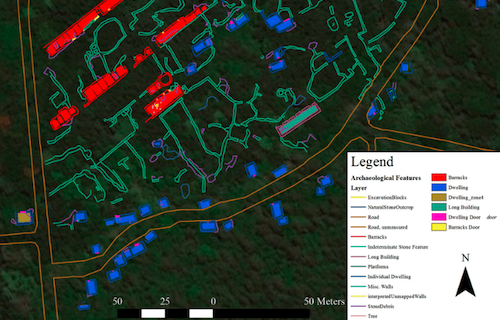 Legend
Archaeological Features
Layer
ExcavationBlocks
NaturalStoneOutcrop
Road
Road, unmeasured
Barracks
Indeterminate Stone Feature
Long Building
Platforms
Individual Dwelling
Misc. Walls
interpretedUnmappedWalls
StoneDebris
Trees
Barracks
Dwelling
Dwelling_zone4
Long Building
Dwelling Door door
Barracks Door
N
50 25 0 50 Meters